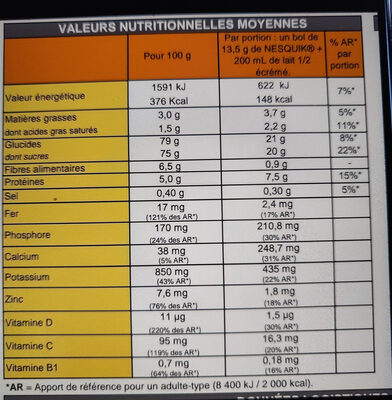 VALEURS NUTRITIONNELLES MOYENNES
Pour 100 g
Par portion : un bol de 13,5 g de NESQUIK® + 200 mL de lait 1/2 écrémé.
% AR* par portion
Valeur énergétique 1591 kJ 622 kJ 7%*
376 Kcal 148 kcal
Matières grasses 3,0 g 3,7 g 5%*
dont acides gras saturés 1,5 g 2,2 g 11%*
Glucides 79 g 21 g 8%*
dont sucres 75 g 20 g 22%*
Fibres alimentaires 6,5 g 0,9 g -
Protéines 5,0 g 7,5 g 15%*
Sel 0,40 g 0,30 g 5%*
Fer 17 mg 2,4 mg
(121% des AR*) (17% AR*)
Phosphore 170 mg 210,8 mg
(24% des AR*) (30% AR*)
Calcium 38 mg 248,7 mg
(5% AR*) (31% AR*)
Potassium 850 mg 435 mg
(43% AR*) (22% AR*)
Zinc 7,6 mg 1,8 mg
(76% des AR*) (18% AR*)
Vitamine D 11 µg 1,5 µg
(220% des AR*) (30% AR*)
Vitamine C 95 mg 16,3 mg
(119% des AR*) (20% AR*)
Vitamine B1 0,7 mg 0,18 mg
(64% des AR*) (16% AR*)
*AR = Apport de référence pour un adulte-type (8 400 kJ / 2 000 kcal).